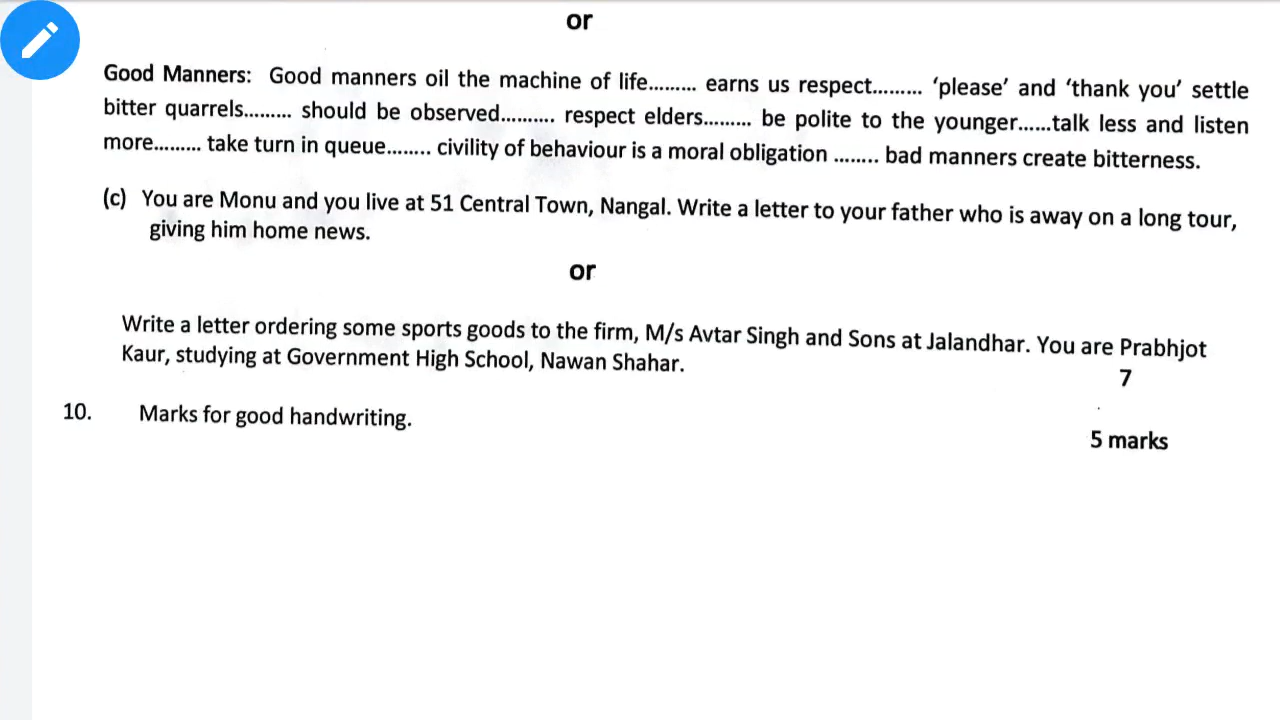 or
Good Manners: Good manners oil the machine of life......... earns us respect......... ‘please’ and ‘thank you’ settle
bitter quarrels......... should be observed.......... respect elders......... be polite to the younger......talk less and listen
more......... take turn in queue........ civility of behaviour is a moral obligation ........ bad manners create bitterness.
(c) You are Monu and you live at 51 Central Town, Nangal. Write a letter to your father who is away on a long tour,
giving him home news.
or
Write a letter ordering some sports goods to the firm, M/s Avtar Singh and Sons at Jalandhar. You are Prabhjot
Kaur, studying at Government High School, Nawan Shahar.
7
10. Marks for good handwriting.
5 marks